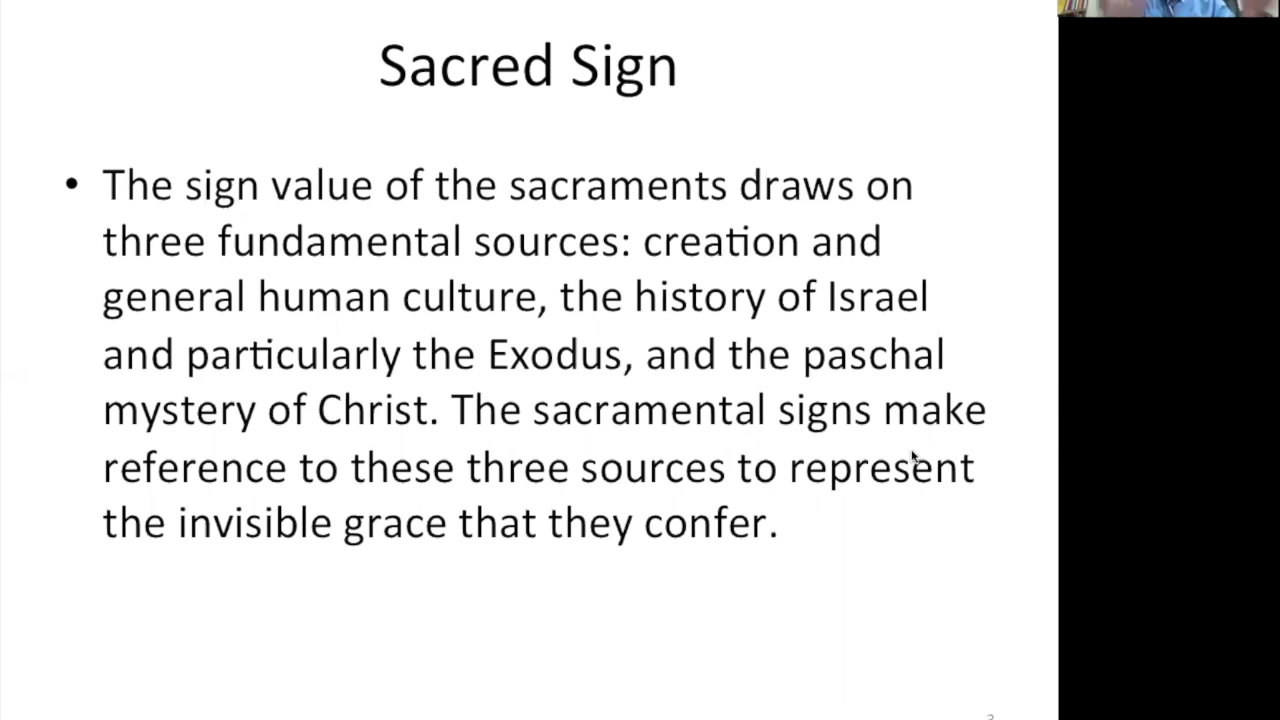 Sacred Sign
• The sign value of the sacraments draws on
three fundamental sources: creation and
general human culture, the history of Israel
and particularly the Exodus, and the paschal
mystery of Christ. The sacramental signs make
reference to these three sources to represent
the invisible grace that they confer.